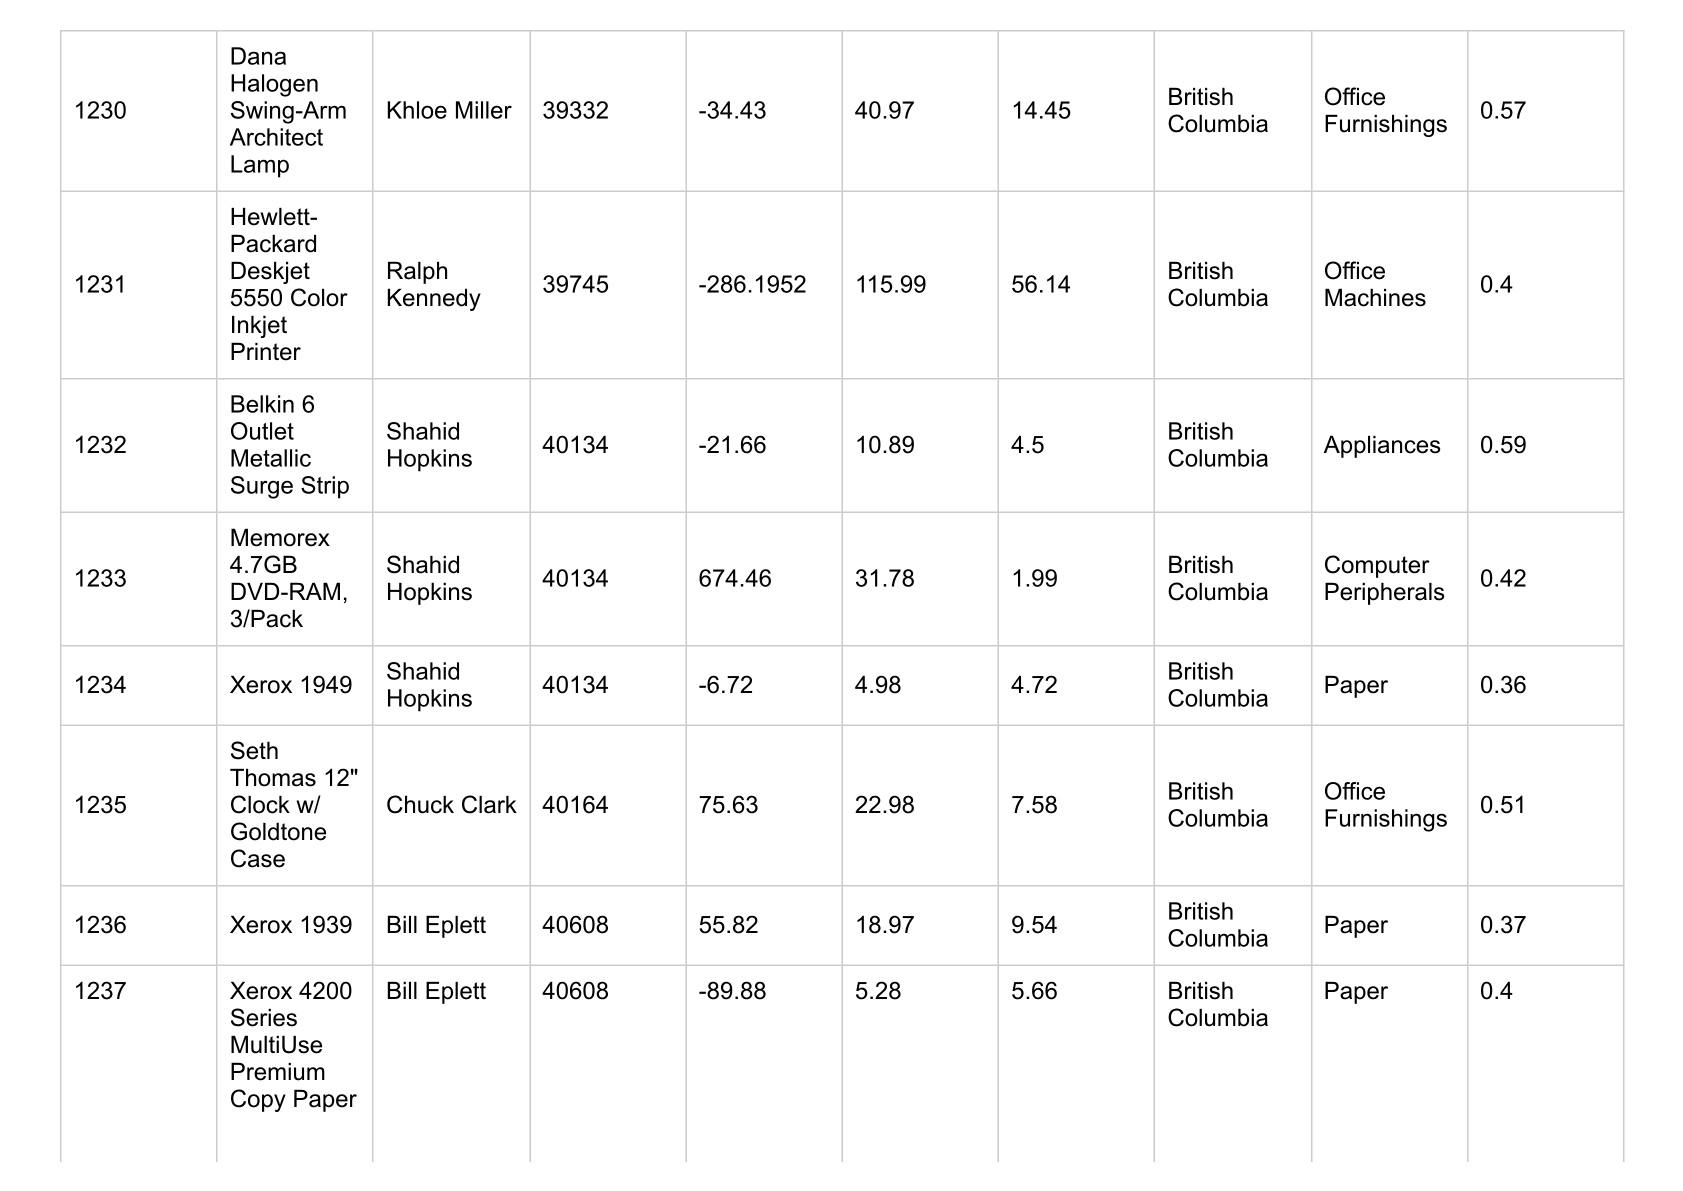 1230
Dana
Halogen
Swing-Arm
Architect
Lamp
Khloe Miller
39332
-34.43
40.97
14.45
British
Columbia
Office
Furnishings
0.57
1231
Hewlett-
Packard
Deskjet
5550 Color
Inkjet
Printer
Ralph
Kennedy
39745
-286.1952
115.99
56.14
British
Columbia
Office
Machines
0.4
1232
Belkin 6
Outlet
Metallic
Surge Strip
Shahid
Hopkins
40134
-21.66
10.89
4.5
British
Columbia
Appliances
0.59
1233
Memorex
4.7GB
DVD-RAM,
3/Pack
Shahid
Hopkins
40134
674.46
31.78
1.99
British
Columbia
Computer
Peripherals
0.42
1234
Xerox 1949
Shahid
Hopkins
40134
-6.72
4.98
4.72
British
Columbia
Paper
0.36
1235
Seth
Thomas 12"
Clock w/
Goldtone
Case
Chuck Clark
40164
75.63
22.98
7.58
British
Columbia
Office
Furnishings
0.51
1236
Xerox 1939
Bill Eplett
40608
55.82
18.97
9.54
British
Columbia
Paper
0.37
1237
Xerox 4200
Series
MultiUse
Premium
Copy Paper
Bill Eplett
40608
-89.88
5.28
5.66
British
Columbia
Paper
0.4